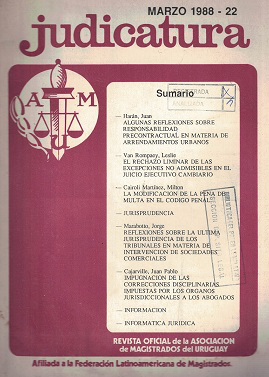 MARZO 1988 - 22
judicatura
A M U
Sumario
— Harán, Juan
ALGUNAS REFLEXIONES SOBRE
RESPONSABILIDAD
PRECONTRACTUAL EN MATERIA DE
ARRENDAMIENTOS URBANOS
— Van Rompaey, Leslie
EL RECHAZO LIMINAR DE LAS
EXCEPCIONES NO ADMISIBLES EN EL
JUICIO EJECUTIVO CAMBIARIO
— Cairoli Martínez, Milton
LA MODIFICACION DE LA PENA DE
MULTA EN EL CODIGO PENAL
— JURISPRUDENCIA
— Marabotto, Jorge
REFLEXIONES SOBRE LA ULTIMA
JURISPRUDENCIA DE LOS
TRIBUNALES EN MATERIA DE
INTERVENCION DE SOCIEDADES
COMERCIALES
— Cajarville, Juan Pablo
IMPUGNACION DE LAS
CORRECCIONES DISCIPLINARIAS
IMPUESTAS POR LOS ORGANOS
JURISDICCIONALES A LOS ABOGADOS
— INFORMACION
— INFORMATICA JURIDICA
REVISTA OFICIAL de la ASOCIACION
de MAGISTRADOS del URUGUAY
Afiliada a la Federación Latinoamericana de Magistrados.